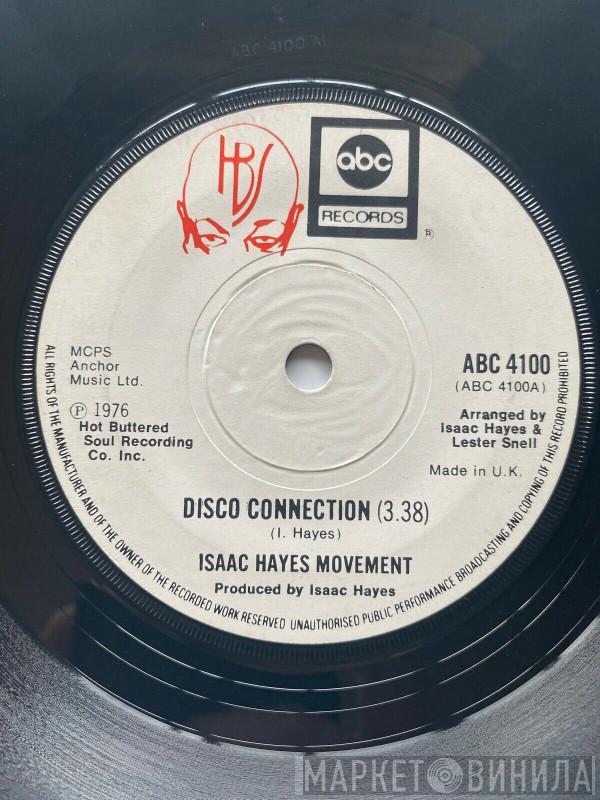 ABC 4100 A1
HBS
abc
RECORDS
®
MCPS
Anchor
Music Ltd.
℗ 1976
Hot Buttered
Soul Recording
Co. Inc.
ABC 4100
(ABC 4100A)
Arranged by
Isaac Hayes &
Lester Snell
Made in U.K.
DISCO CONNECTION (3.38)
(I. Hayes)
ISAAC HAYES MOVEMENT
Produced by Isaac Hayes
ALL RIGHTS OF THE MANUFACTURER AND OF THE OWNER OF THE RECORDED WORK RESERVED UNAUTHORISED PUBLIC PERFORMANCE BROADCASTING AND COPYING OF THIS RECORD PROHIBITED
МАРКЕТ ВИНИЛА